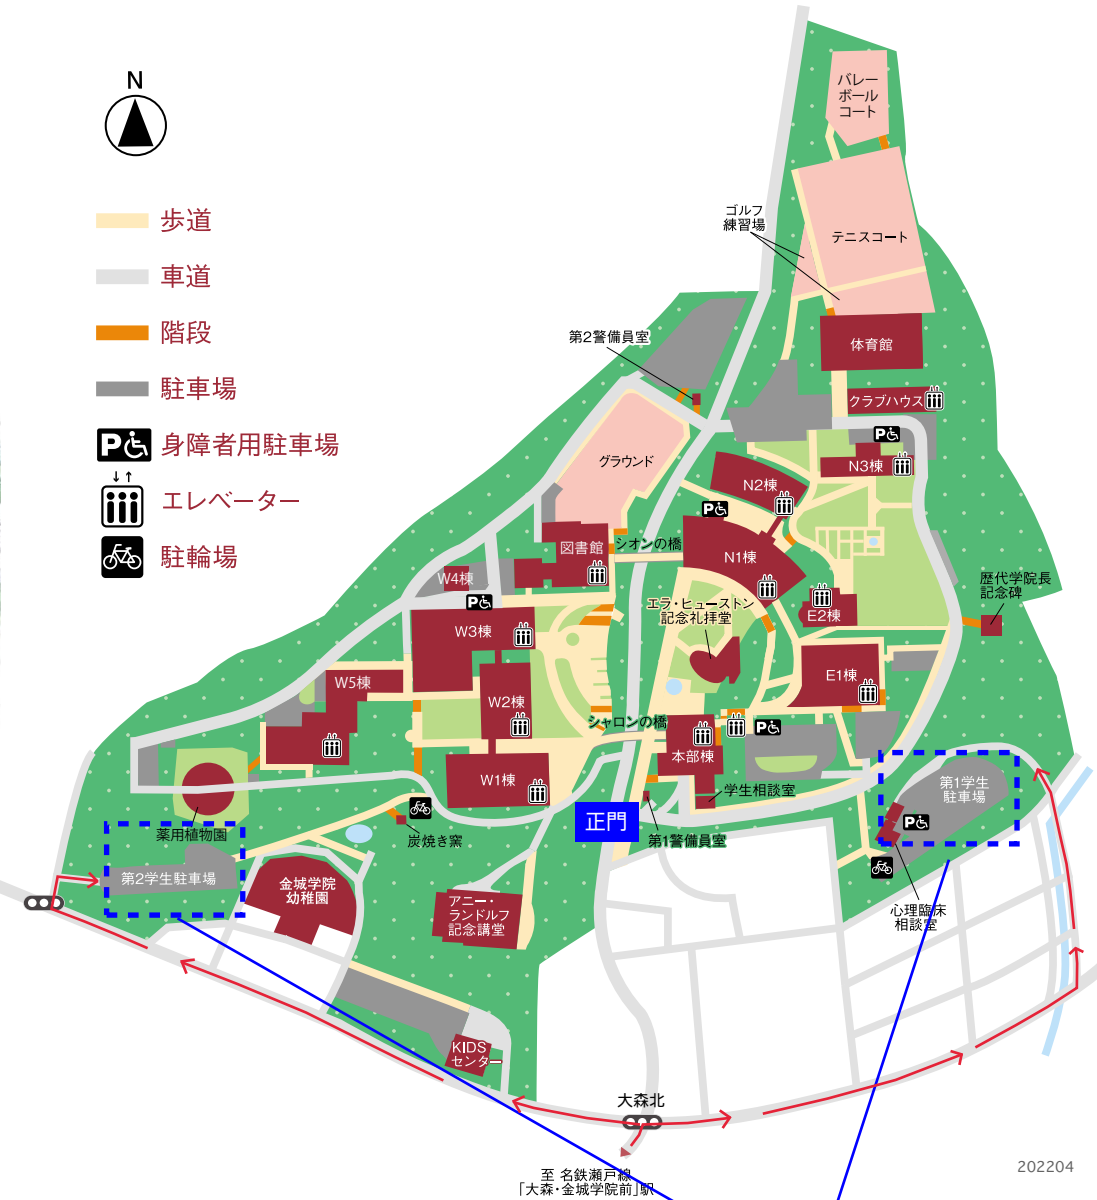 N
歩道
車道
階段
駐車場
P
身障者用駐車場
エレベーター
駐輪場
バレー
ボール
コート
ゴルフ
練習場
テニスコート
第2警備員室
体育館
クラブハウス
P
グラウンド
N3棟
N2棟
P
図書館
シオンの橋
N1棟
W4棟
歴代学院長
記念碑
P
エラ・ヒューストン
記念礼拝堂
E2棟
W3棟
W5棟
E1棟
W2棟
シャロンの橋
P
本部棟
W1棟
学生相談室
第1学生
駐車場
薬用植物園
炭焼き窯
正門
第1警備員室
P
第2学生駐車場
金城学院
幼稚園
アニー・
ランドルフ
記念講堂
心理臨床
相談室
KIDS
センター
大森北
至 名鉄瀬戸線
「大森・金城学院前」駅
202204